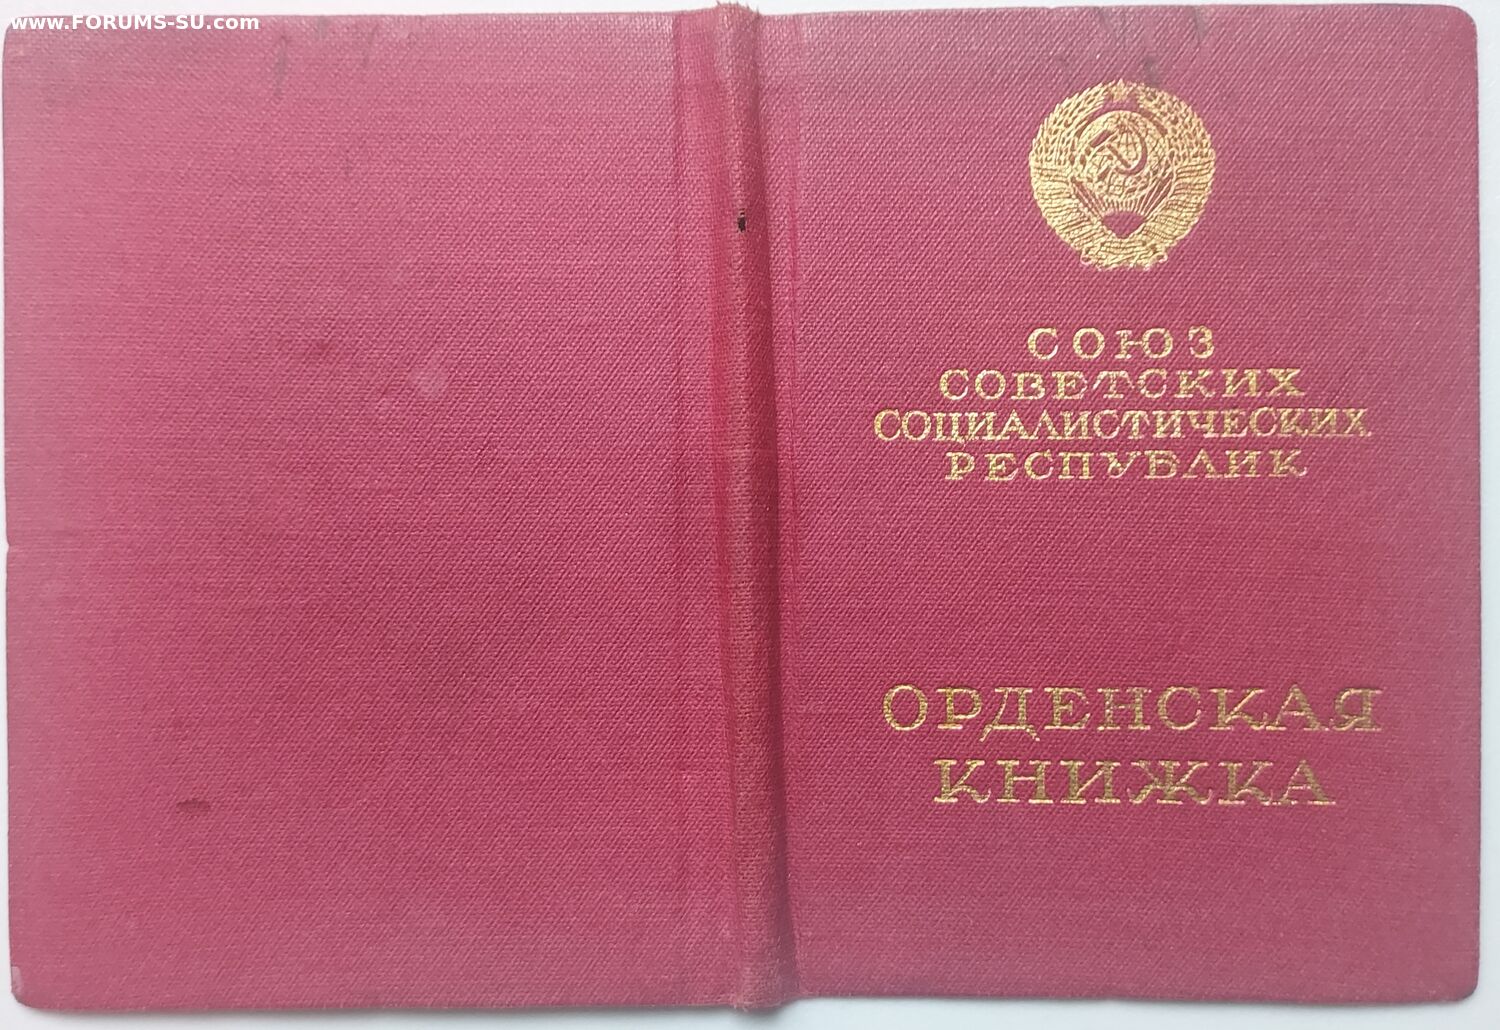 www.FORUMS-SU.com
СОЮЗ
СОВЕТСКИХ
СОЦИАЛИСТИЧЕСКИХ
РЕСПУБЛИК
ОРДЕНСКАЯ
КНИЖКА